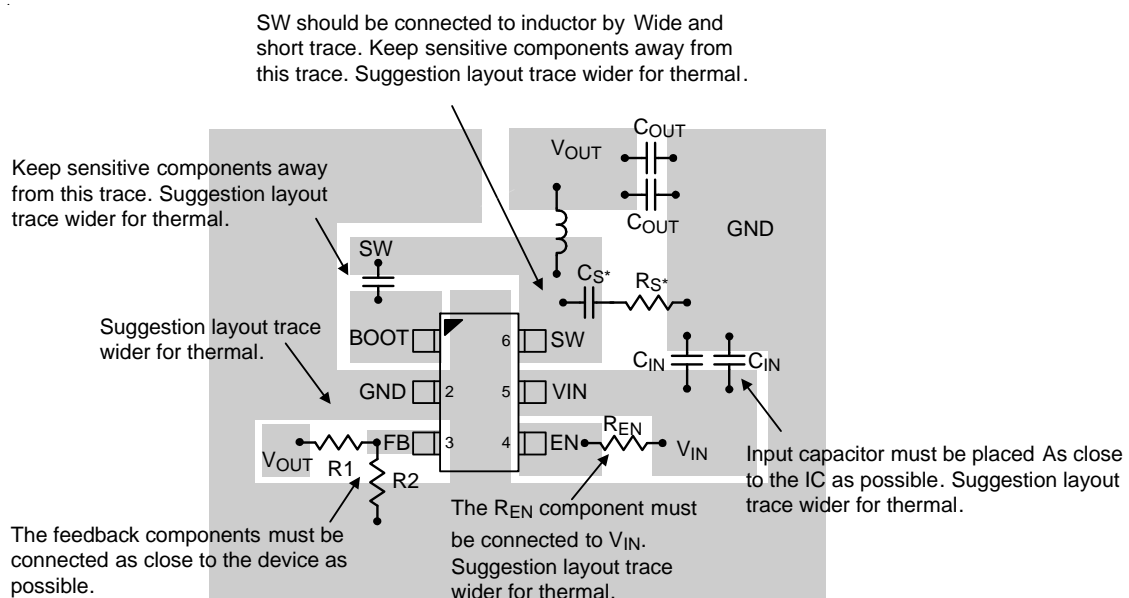 SW should be connected to inductor by Wide and
short trace. Keep sensitive components away from
this trace. Suggestion layout trace wider for thermal.
COUT
VOUT
Keep sensitive components away
from this trace. Suggestion layout
trace wider for thermal.
COUT
GND
SW
CS*
RS*
Suggestion layout trace
wider for thermal.
BOOT
6
SW
CIN
CIN
GND
2
5
VIN
REN
FB
3
4
EN
VIN
VOUT
R1
R2
Input capacitor must be placed As close
to the IC as possible. Suggestion layout
trace wider for thermal.
The feedback components must be
connected as close to the device as
possible.
The REN component must
be connected to VIN.
Suggestion layout trace
wider for thermal.